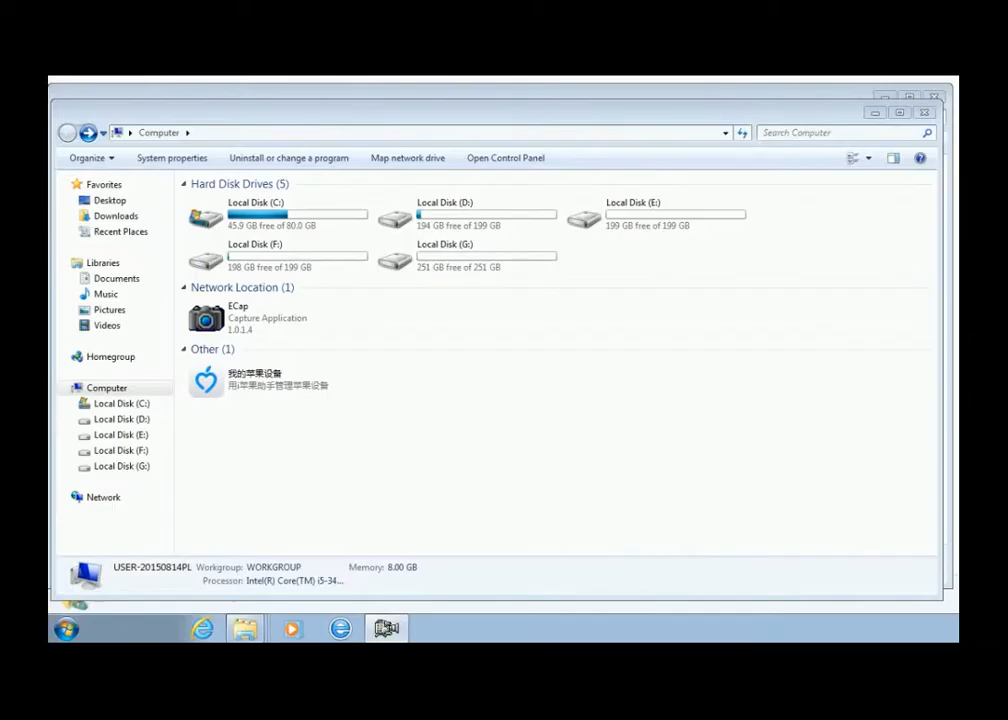 Computer
Search Computer
Organize
System properties
Uninstall or change a program
Map network drive
Open Control Panel
Favorites
Desktop
Downloads
Recent Places
Libraries
Documents
Music
Pictures
Videos
Homegroup
Computer
Local Disk (C:)
Local Disk (D:)
Local Disk (E:)
Local Disk (F:)
Local Disk (G:)
Network
Hard Disk Drives (5)
Local Disk (C:)
45.9 GB free of 80.0 GB
Local Disk (D:)
194 GB free of 199 GB
Local Disk (E:)
199 GB free of 199 GB
Local Disk (F:)
198 GB free of 199 GB
Local Disk (G:)
251 GB free of 251 GB
Network Location (1)
ECap
Capture Application
1.0.1.4
Other (1)
我的苹果设备
用i苹果助手管理苹果设备
USER-20150814PL Workgroup: WORKGROUP Memory: 8.00 GB
Processor: Intel(R) Core(TM) i5-34...